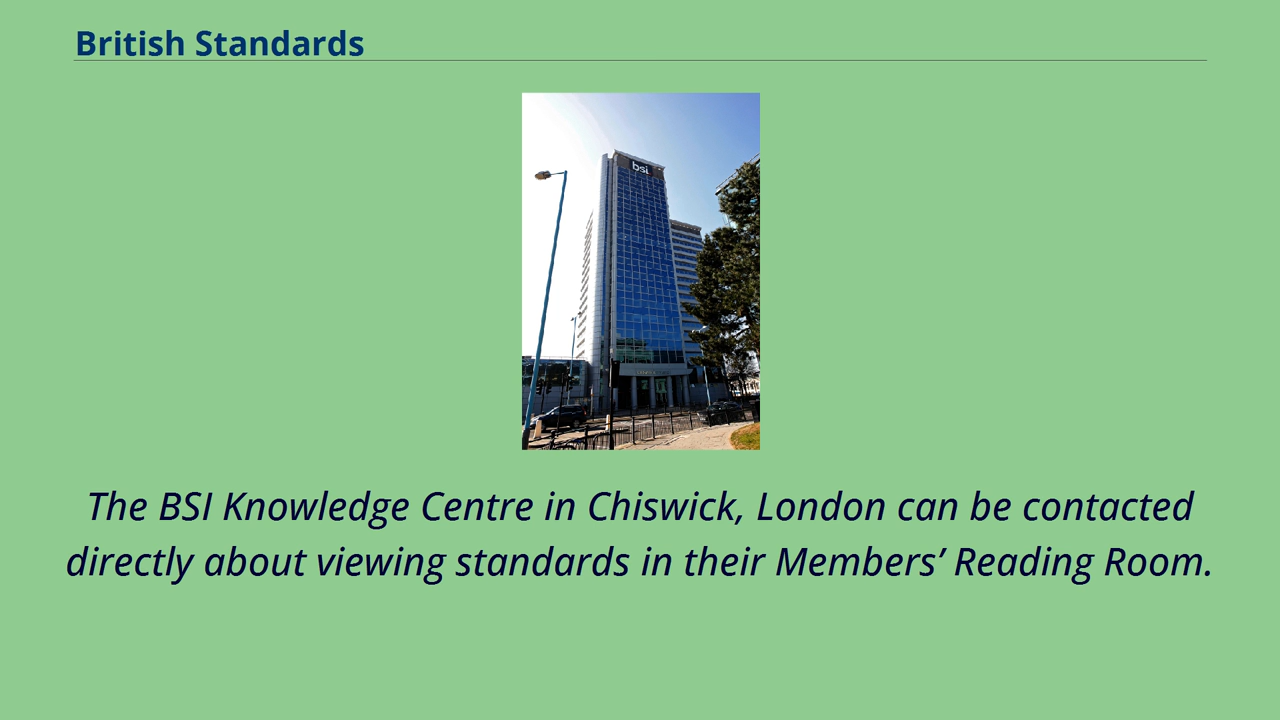 British Standards
bsi.
The BSI Knowledge Centre in Chiswick, London can be contacted
directly about viewing standards in their Members’ Reading Room.